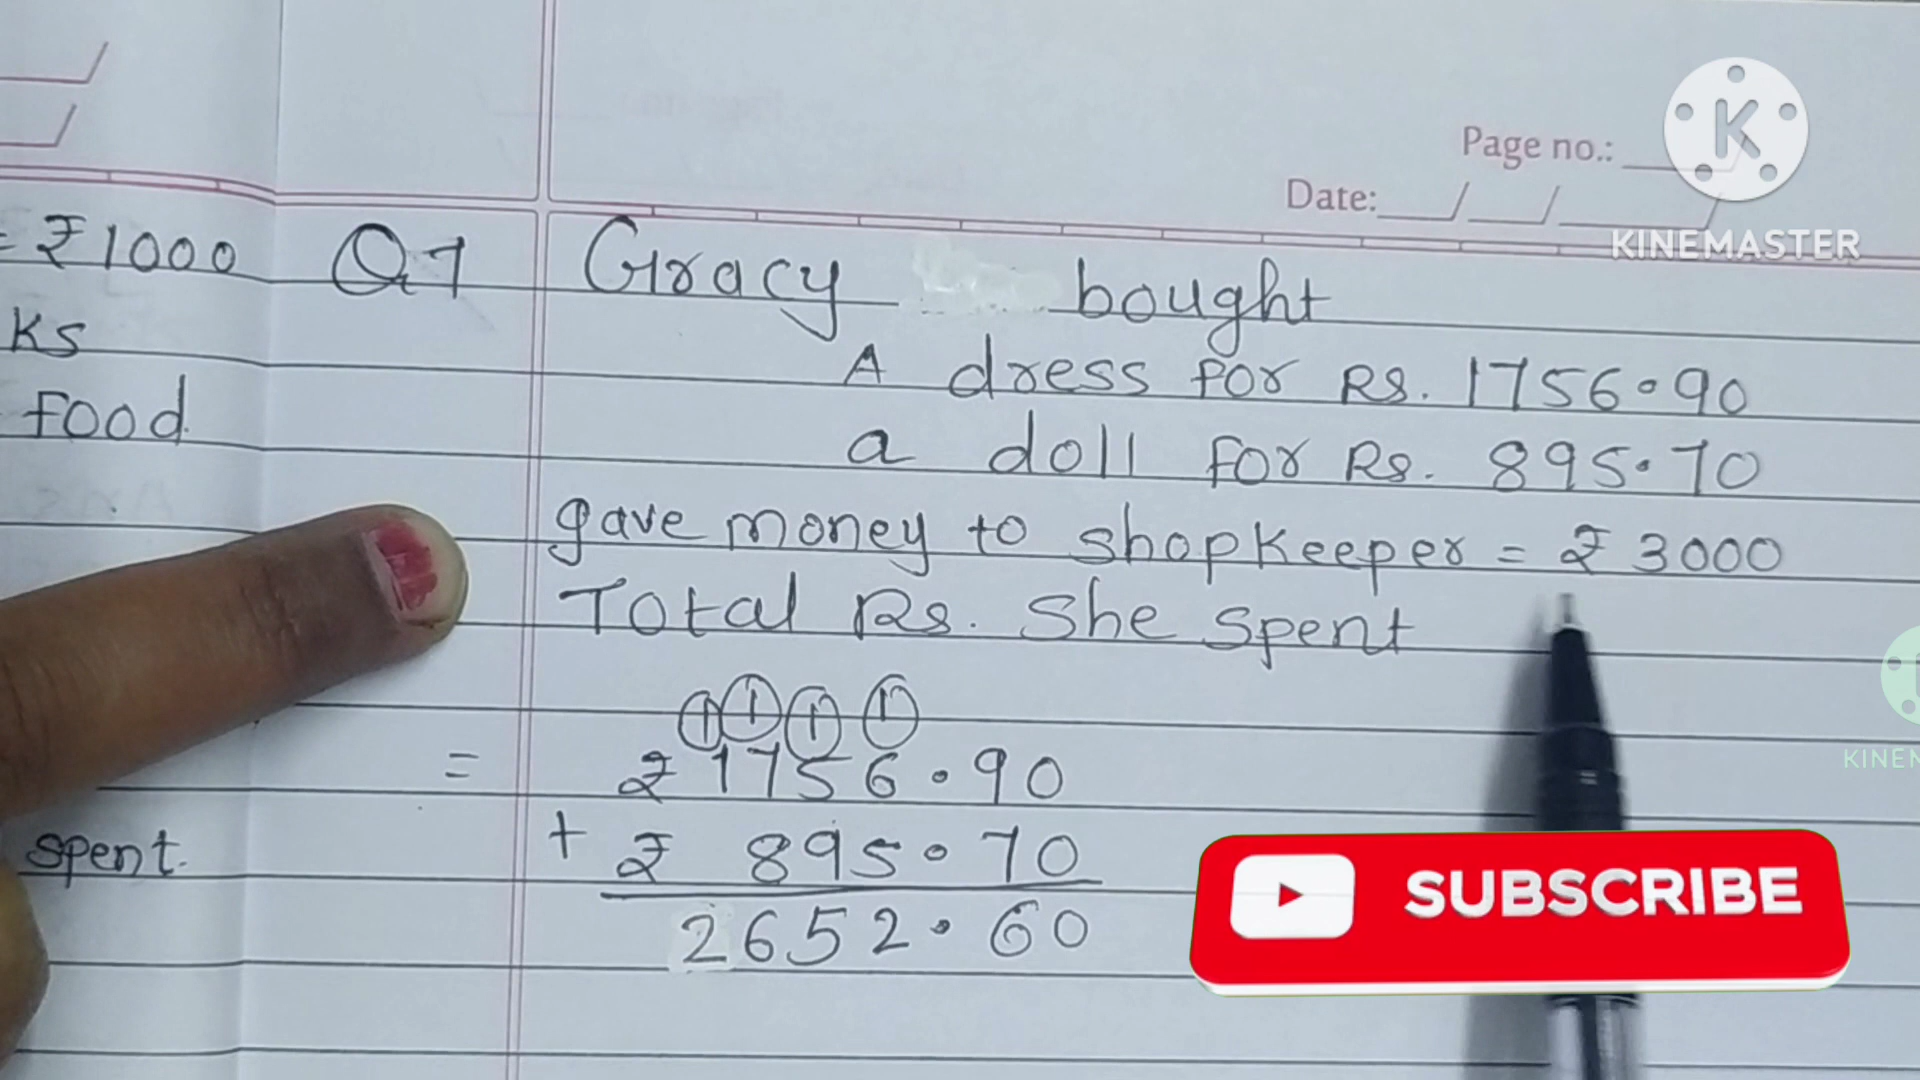 Page no.:
Date:
KINEMASTER
= ₹1000
Q7 Gracy bought
Ks
A dress for Rs. 1756.90
Food
a doll for Rs. 895.70
gave money to shopkeeper = ₹ 3000
Total Rs. She spent
1 1 1 1
= ₹ 1756.90
KINEM
spent.
+ ₹ 895.70
SUBSCRIBE
2652.60